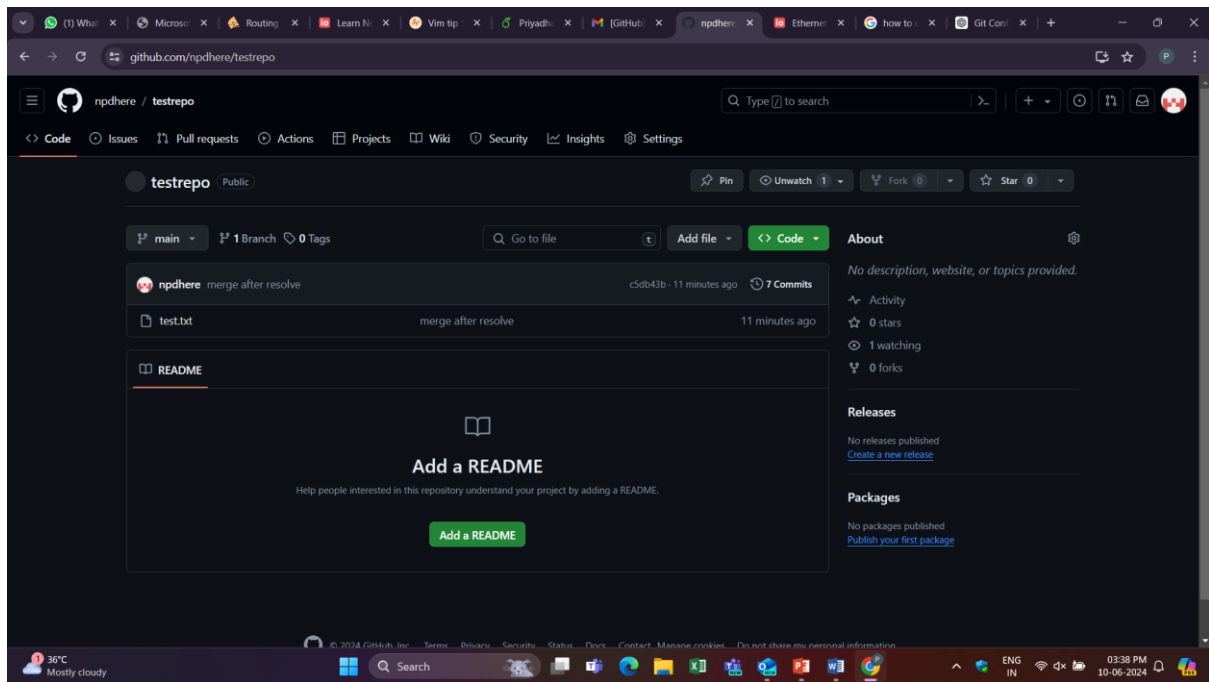 (1) What
Microso
Routing
Learn N
Vim tip
Priyadh
[GitHub]
npdhere
Ethernet
how to
Git Conf
github.com/npdhere/testrepo
P
npdhere / testrepo
Type / to search
Code
Issues
Pull requests
Actions
Projects
Wiki
Security
Insights
Settings
testrepo Public
Pin
Unwatch 1
Fork 0
Star 0
main
1 Branch
0 Tags
Go to file
t
Add file
Code
About
npdhere merge after resolve
c5db43b · 11 minutes ago
7 Commits
No description, website, or topics provided.
test.txt
merge after resolve
11 minutes ago
Activity
0 stars
1 watching
0 forks
README
Add a README
Help people interested in this repository understand your project by adding a README.
Add a README
Releases
No releases published
Create a new release
Packages
No packages published
Publish your first package
© 2024 GitHub, Inc. Terms Privacy Security Status Docs Contact Manage cookies Do not share my personal information
1
36°C
Mostly cloudy
Search
ENG
IN
03:38 PM
10-06-2024